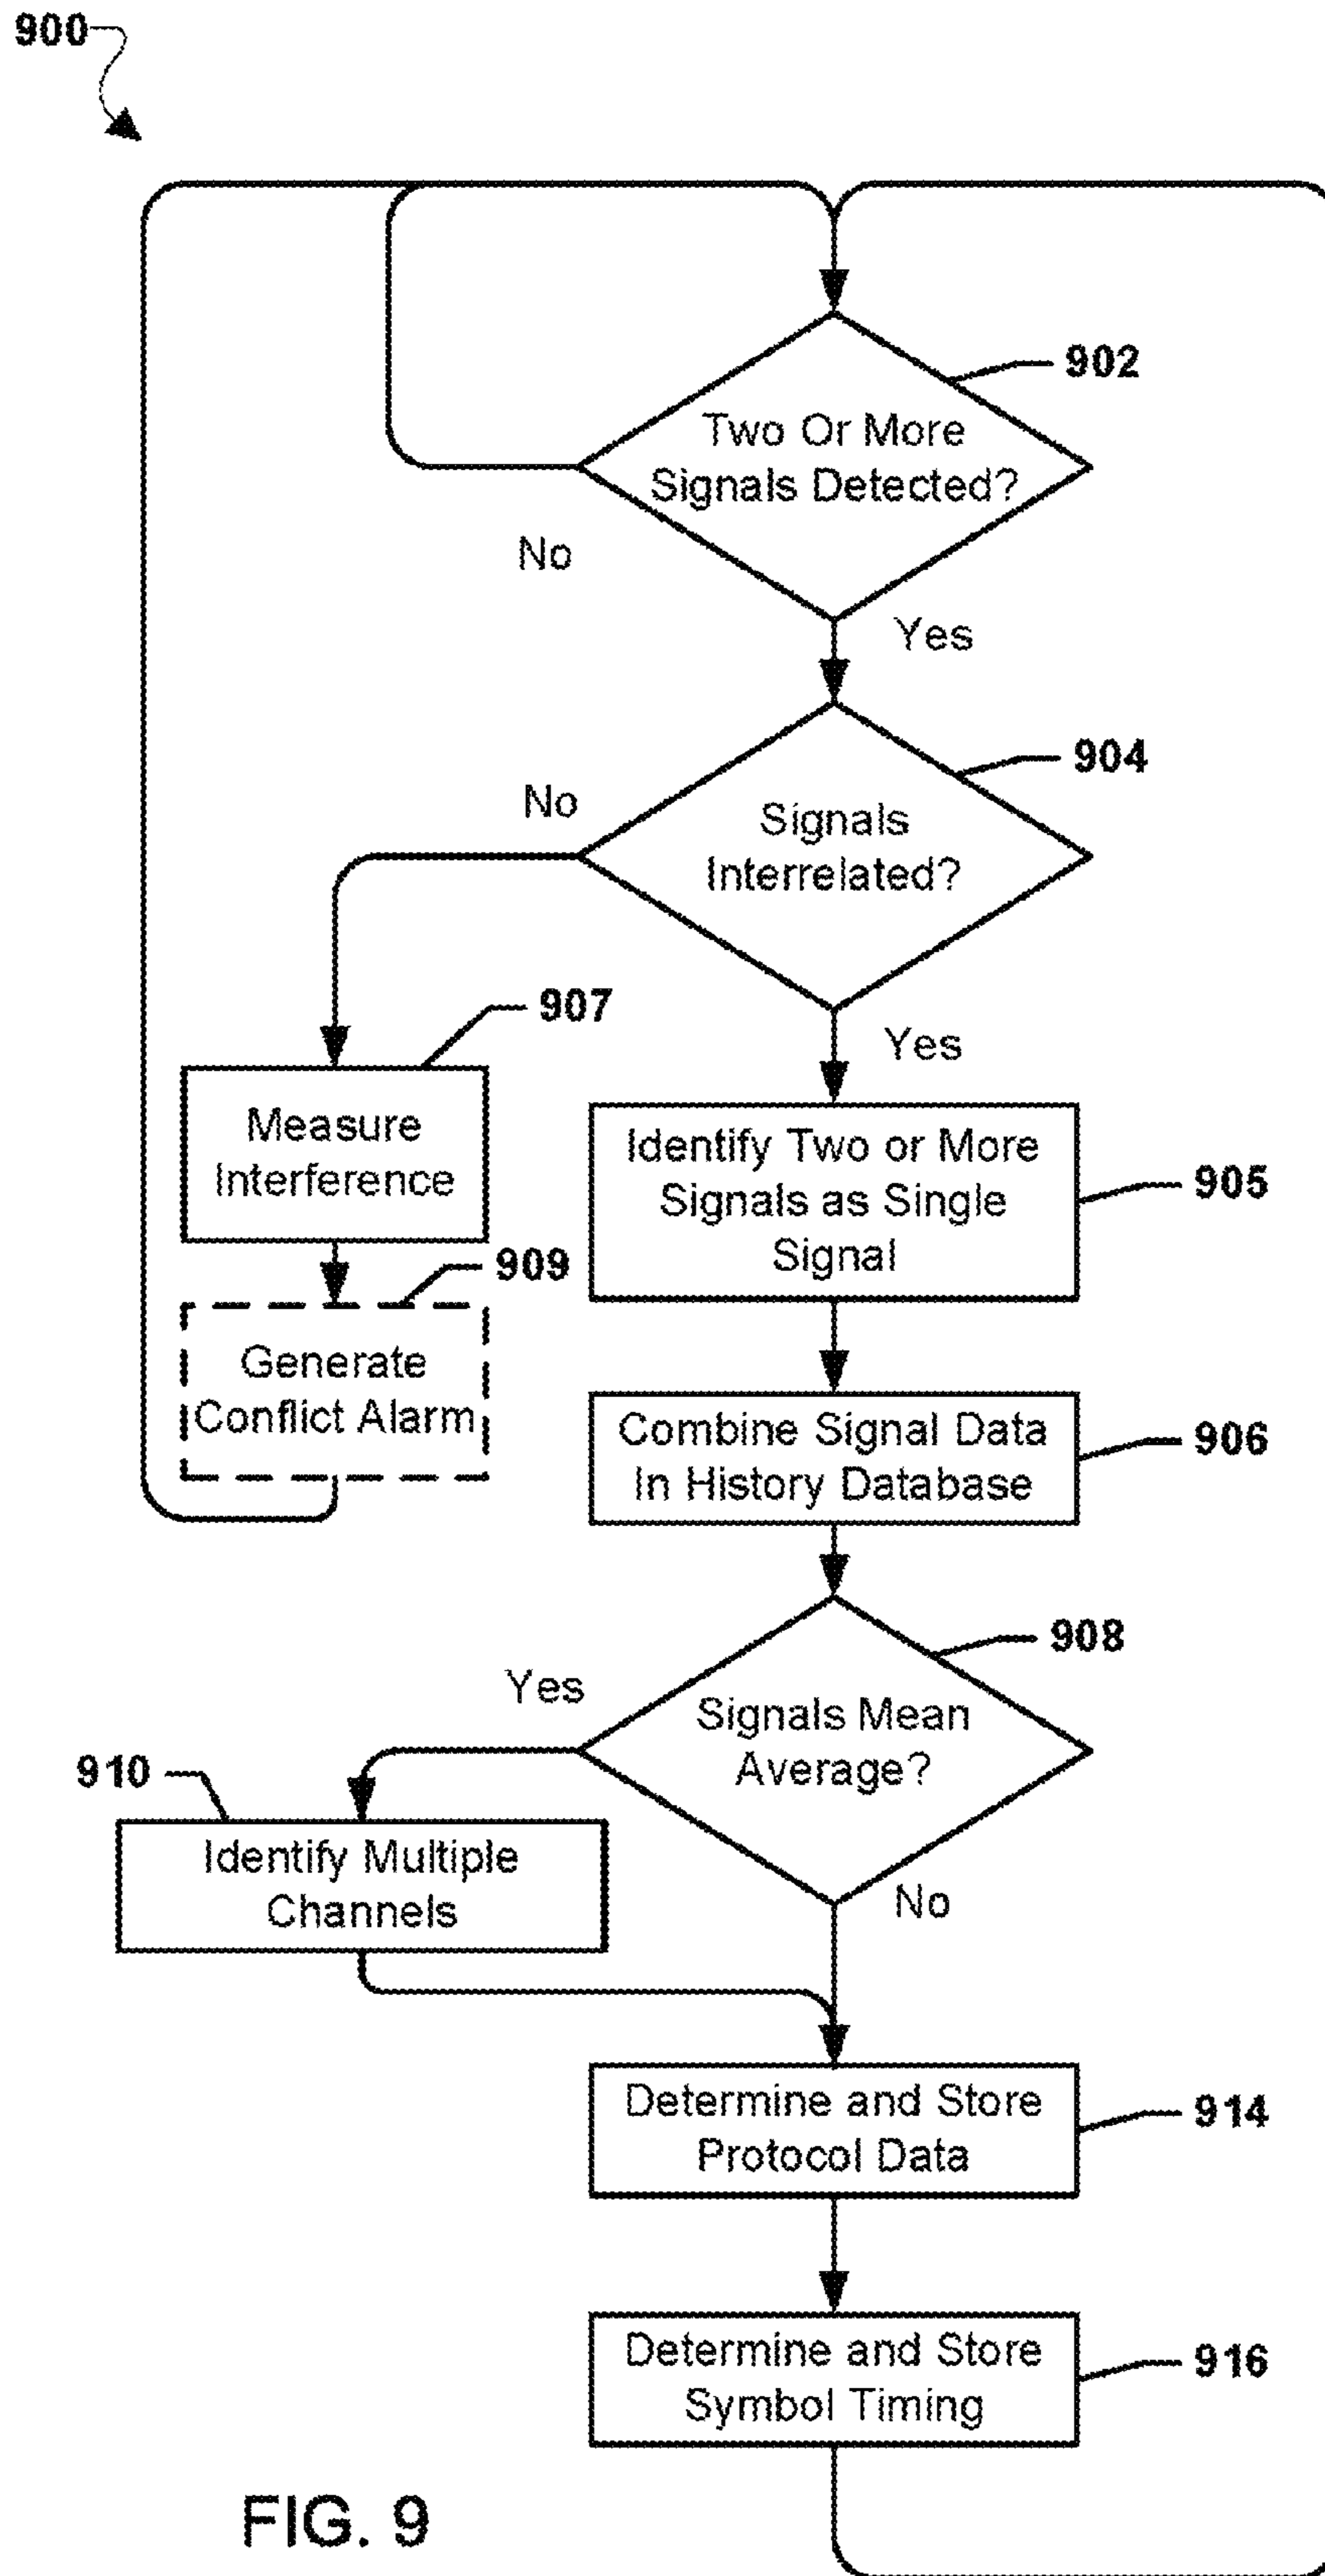 900
902
Two Or More
Signals Detected?
No
Yes
904
No
Signals
Interrelated?
Yes
907
Measure
Interference
Identify Two or More
Signals as Single
Signal
905
909
Generate
Conflict Alarm
Combine Signal Data
In History Database
906
908
Yes
Signals Mean
Average?
910
Identify Multiple
Channels
No
Determine and Store
Protocol Data
914
Determine and Store
Symbol Timing
916
FIG. 9